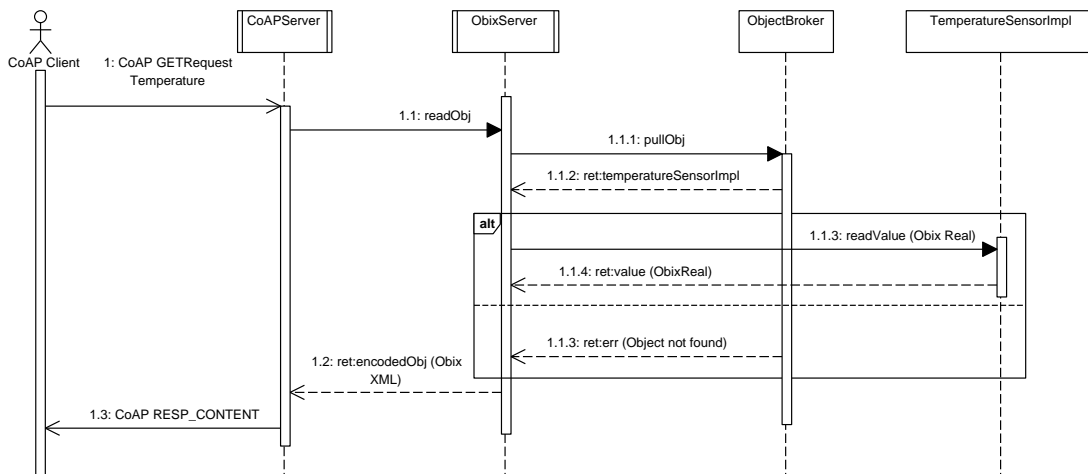 CoAPServer
ObixServer
ObjectBroker
TemperatureSensorImpl
CoAP Client
1: CoAP GETRequest
Temperature
1.1: readObj
1.1.1: pullObj
1.1.2: ret:temperatureSensorImpl
alt
1.1.3: readValue (Obix Real)
1.1.4: ret:value (ObixReal)
1.1.3: ret:err (Object not found)
1.2: ret:encodedObj (Obix
XML)
1.3: CoAP RESP_CONTENT